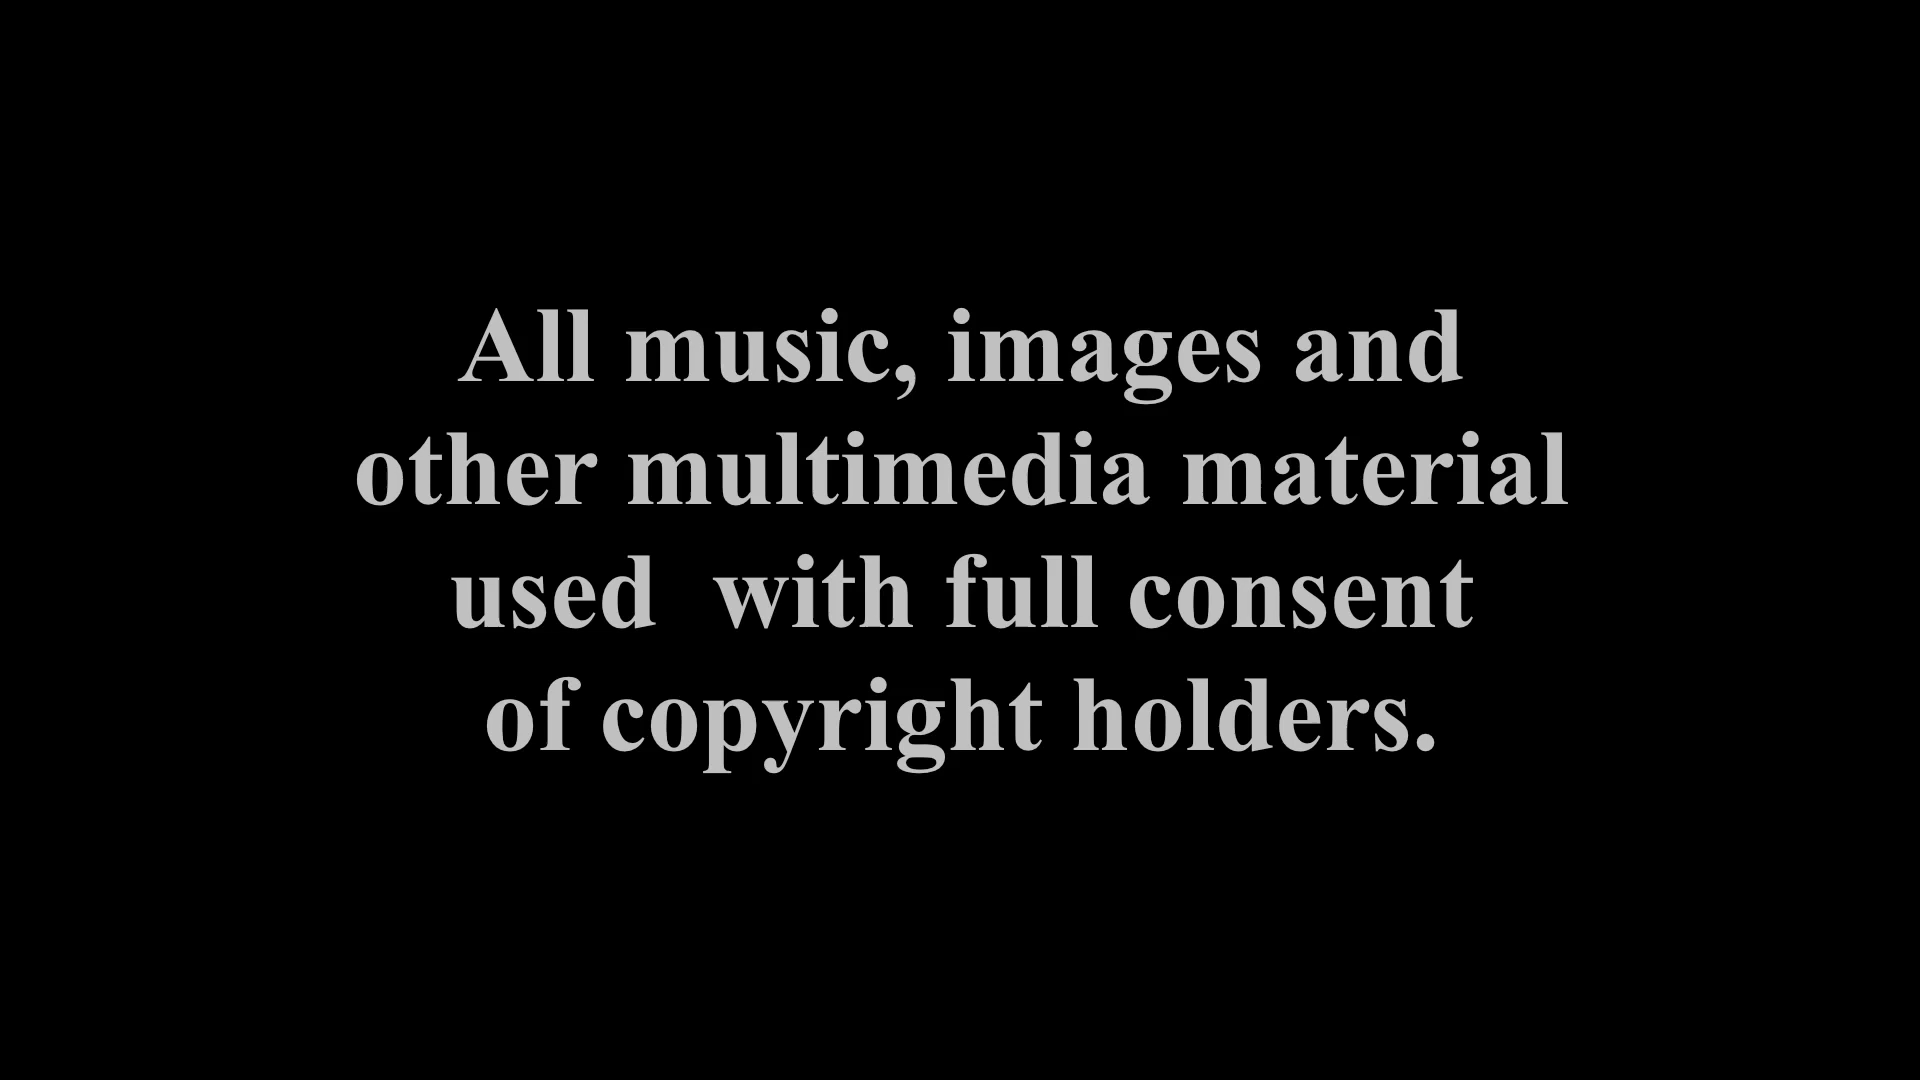 All music, images and
other multimedia material
used  with full consent
of copyright holders.